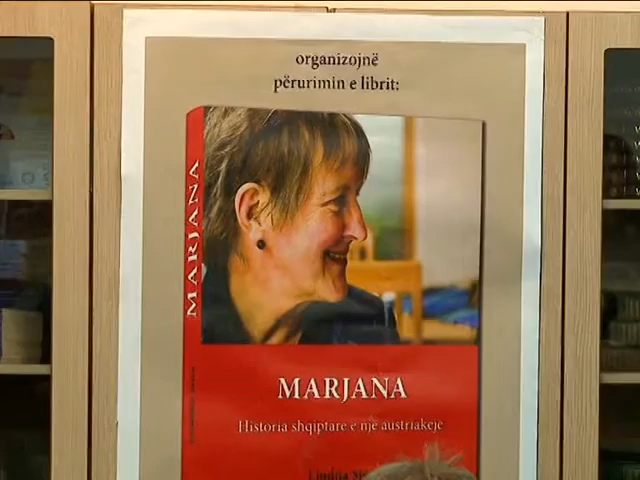 organizojnë
përurimin e librit:
MARJANA
MARJANA
Historia shqiptare e një austriakeje